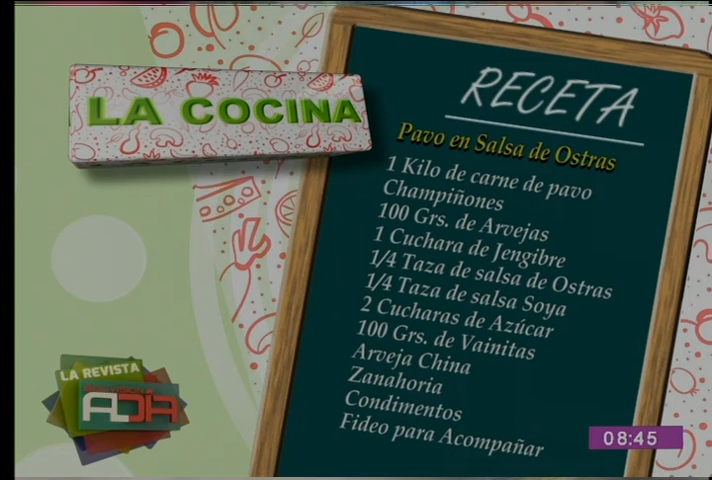 LA COCINA
RECETA
Pavo en Salsa de Ostras
1 Kilo de carne de pavo
Champiñones
100 Grs. de Arvejas
1 Cuchara de Jengibre
1/4 Taza de salsa de Ostras
1/4 Taza de salsa Soya
2 Cucharas de Azúcar
100 Grs. de Vainitas
Arveja China
Zanahoria
Condimentos
Fideo para Acompañar
LA REVISTA
AL DIA
08:45